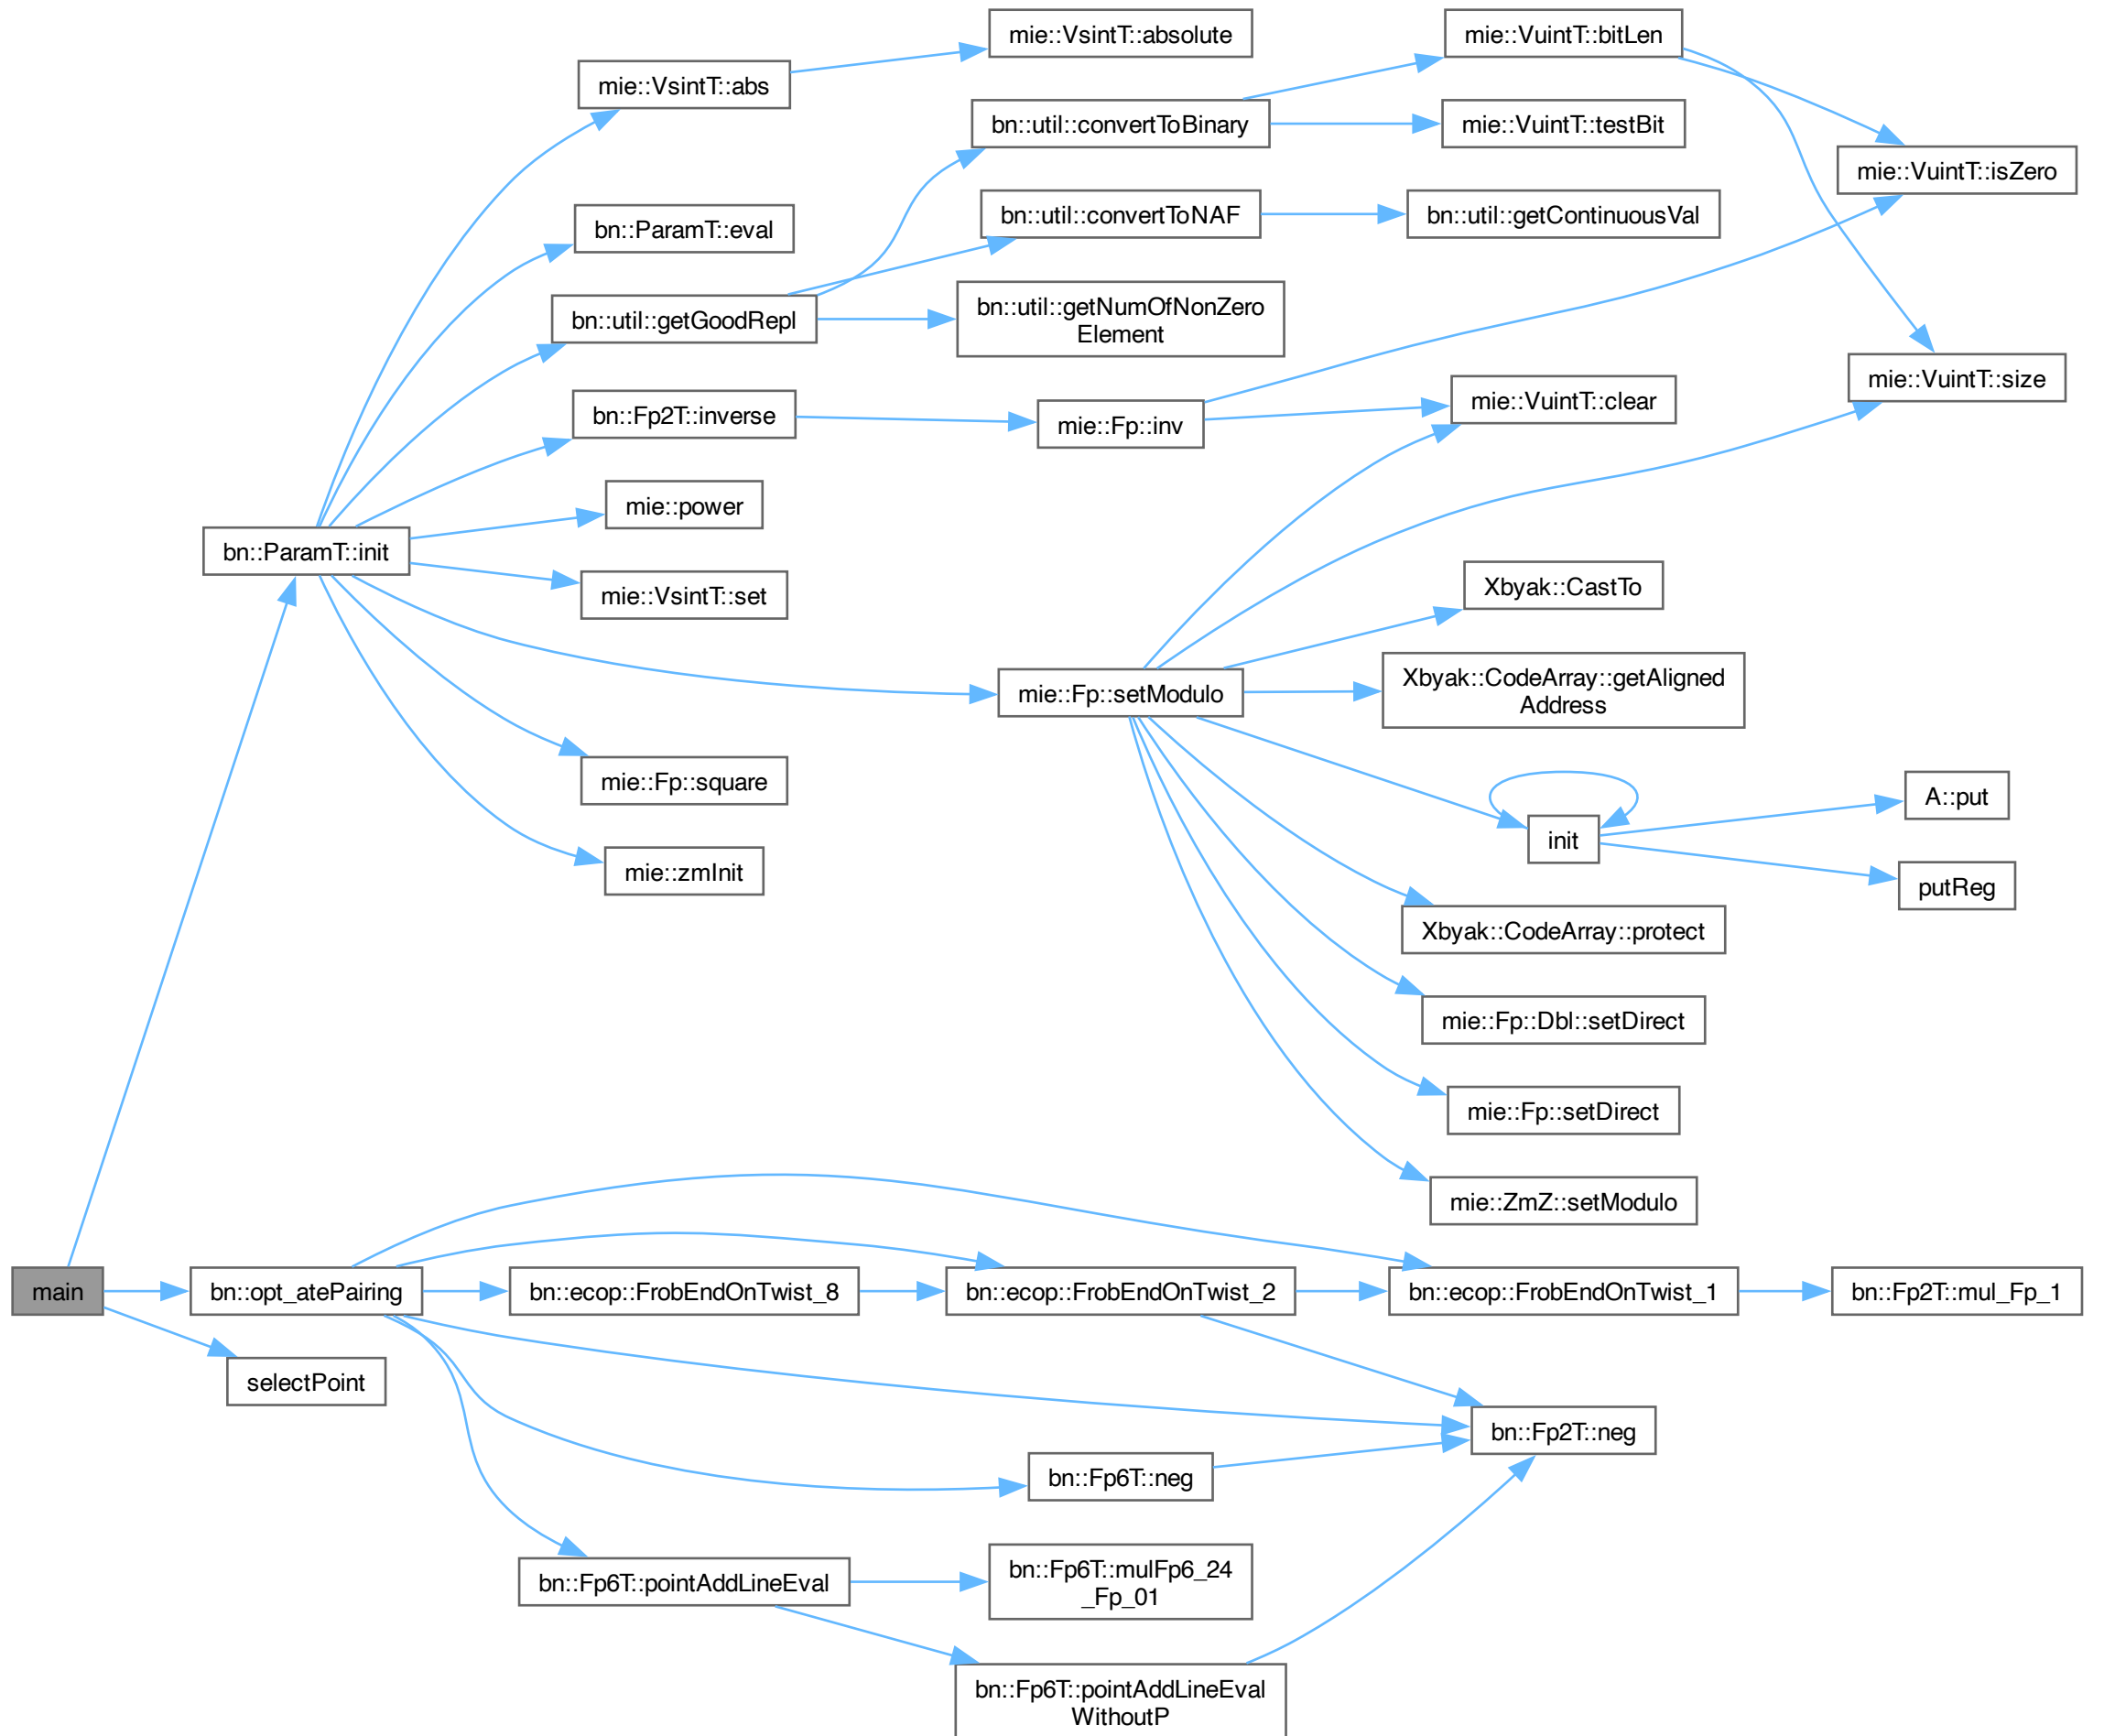 mie::VsintT::absolute
mie::VuintT::bitLen
mie::VsintT::abs
bn::util::convertToBinary
mie::VuintT::testBit
mie::VuintT::isZero
bn::util::convertToNAF
bn::util::getContinuousVal
bn::ParamT::eval
bn::util::getGoodRepl
bn::util::getNumOfNonZero
Element
mie::VuintT::size
bn::Fp2T::inverse
mie::Fp::inv
mie::VuintT::clear
mie::power
bn::ParamT::init
mie::VsintT::set
Xbyak::CastTo
mie::Fp::setModulo
Xbyak::CodeArray::getAligned
Address
mie::Fp::square
A::put
init
mie::zmInit
putReg
Xbyak::CodeArray::protect
mie::Fp::Dbl::setDirect
mie::Fp::setDirect
mie::ZmZ::setModulo
main
bn::opt_atePairing
bn::ecop::FrobEndOnTwist_8
bn::ecop::FrobEndOnTwist_2
bn::ecop::FrobEndOnTwist_1
bn::Fp2T::mul_Fp_1
selectPoint
bn::Fp2T::neg
bn::Fp6T::neg
bn::Fp6T::pointAddLineEval
bn::Fp6T::mulFp6_24
_Fp_01
bn::Fp6T::pointAddLineEval
WithoutP